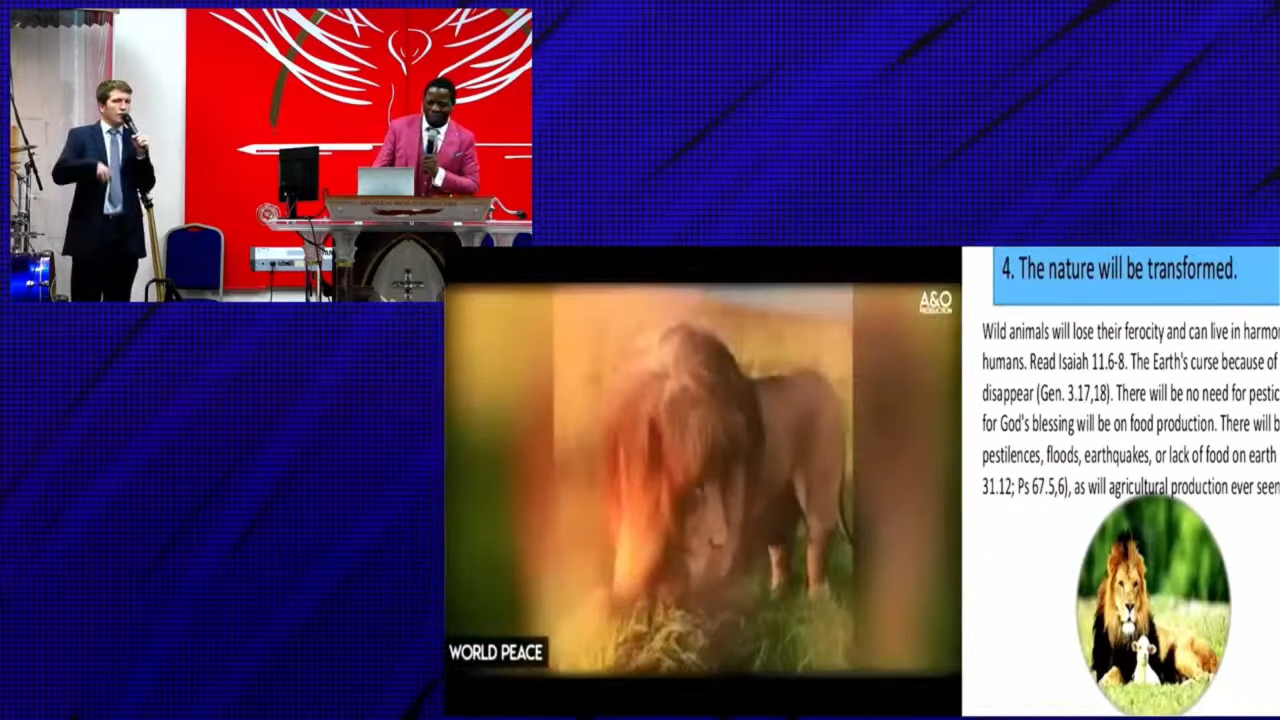 A&O
PRODUCTION
WORLD PEACE
4. The nature will be transformed.
Wild animals will lose their ferocity and can live in harmo
humans. Read Isaiah 11.6-8. The Earth's curse because of
disappear (Gen. 3.17,18). There will be no need for pestic
for God's blessing will be on food production. There will b
pestilences, floods, earthquakes, or lack of food on earth
31.12; Ps 67.5,6), as will agricultural production ever seen